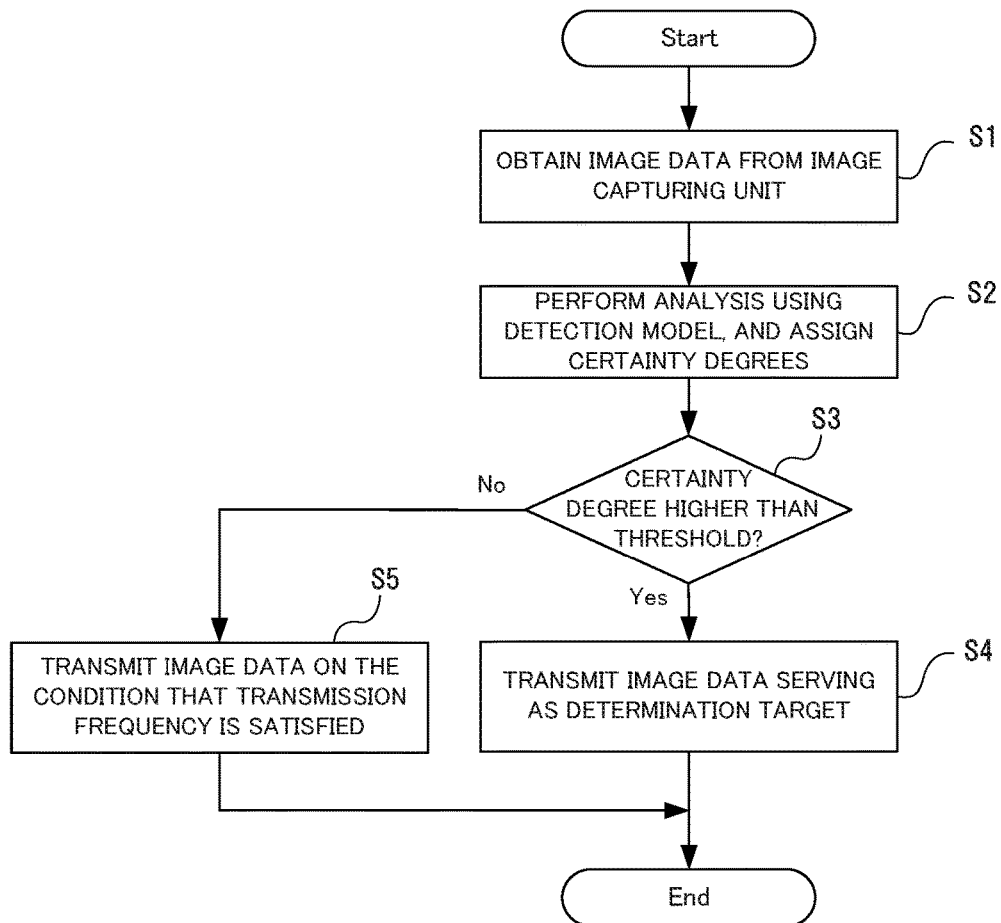 Start
S1
OBTAIN IMAGE DATA FROM IMAGE
CAPTURING UNIT
S2
PERFORM ANALYSIS USING
DETECTION MODEL, AND ASSIGN
CERTAINTY DEGREES
S3
CERTAINTY
DEGREE HIGHER THAN
THRESHOLD?
No
Yes
S5
TRANSMIT IMAGE DATA ON THE
CONDITION THAT TRANSMISSION
FREQUENCY IS SATISFIED
S4
TRANSMIT IMAGE DATA SERVING
AS DETERMINATION TARGET
End